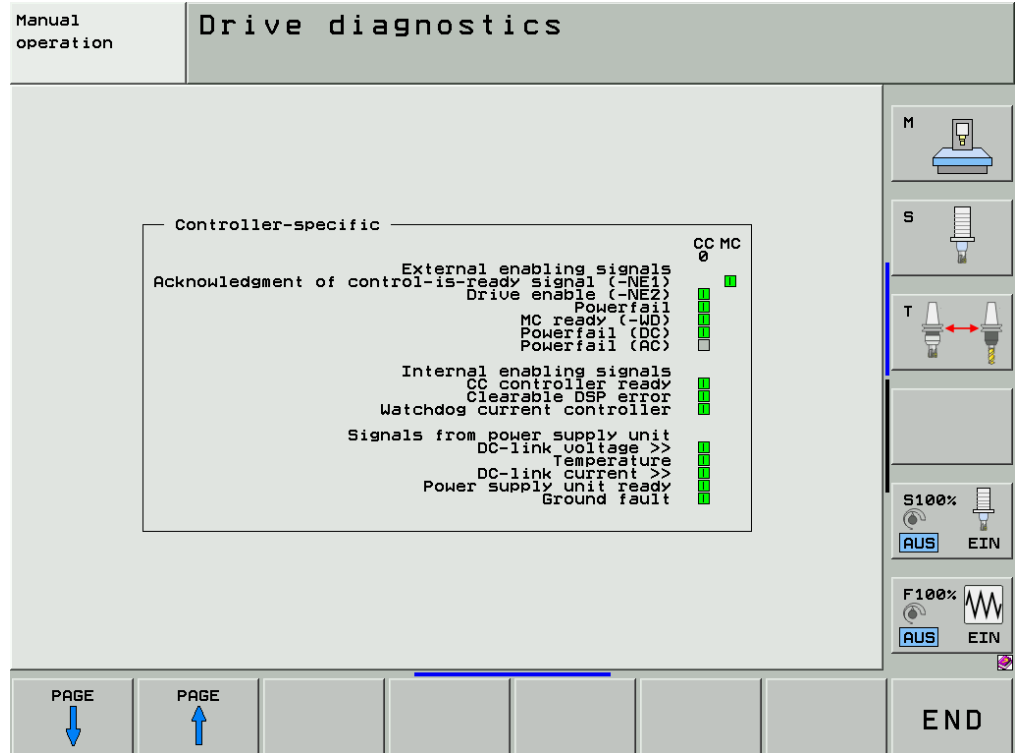 Manual
operation
Drive diagnostics
M
Controller-specific
S
CC MC
0
External enabling signals
Acknowledgment of control-is-ready signal (-NE1)
Drive enable (-NE2)
Powerfail
MC ready (-WD)
Powerfail (DC)
Powerfail (AC)
T
Internal enabling signals
CC controller ready
Clearable DSP error
Watchdog current controller
Signals from power supply unit
DC-link voltage >>
Temperature
DC-link current >>
Power supply unit ready
Ground fault
S100%
AUS EIN
F100%
AUS EIN
PAGE
PAGE
END